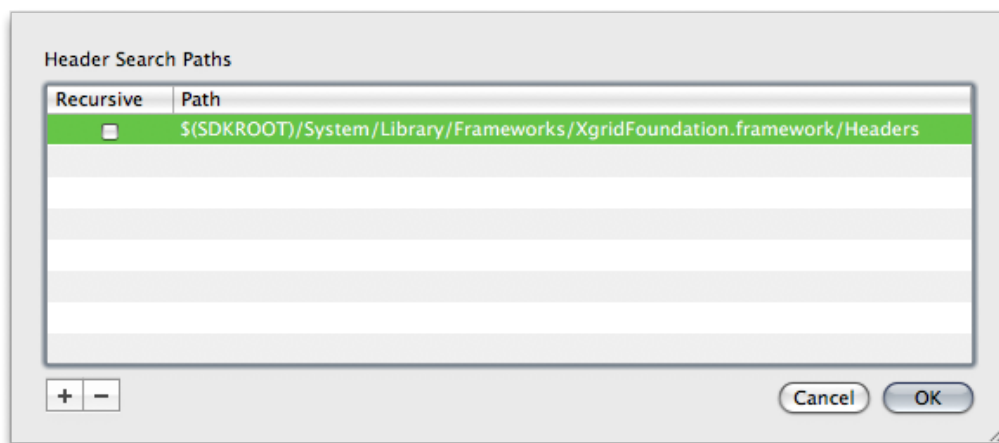 Header Search Paths
Recursive Path
$(SDKROOT)/System/Library/Frameworks/XgridFoundation.framework/Headers
+ −
Cancel OK